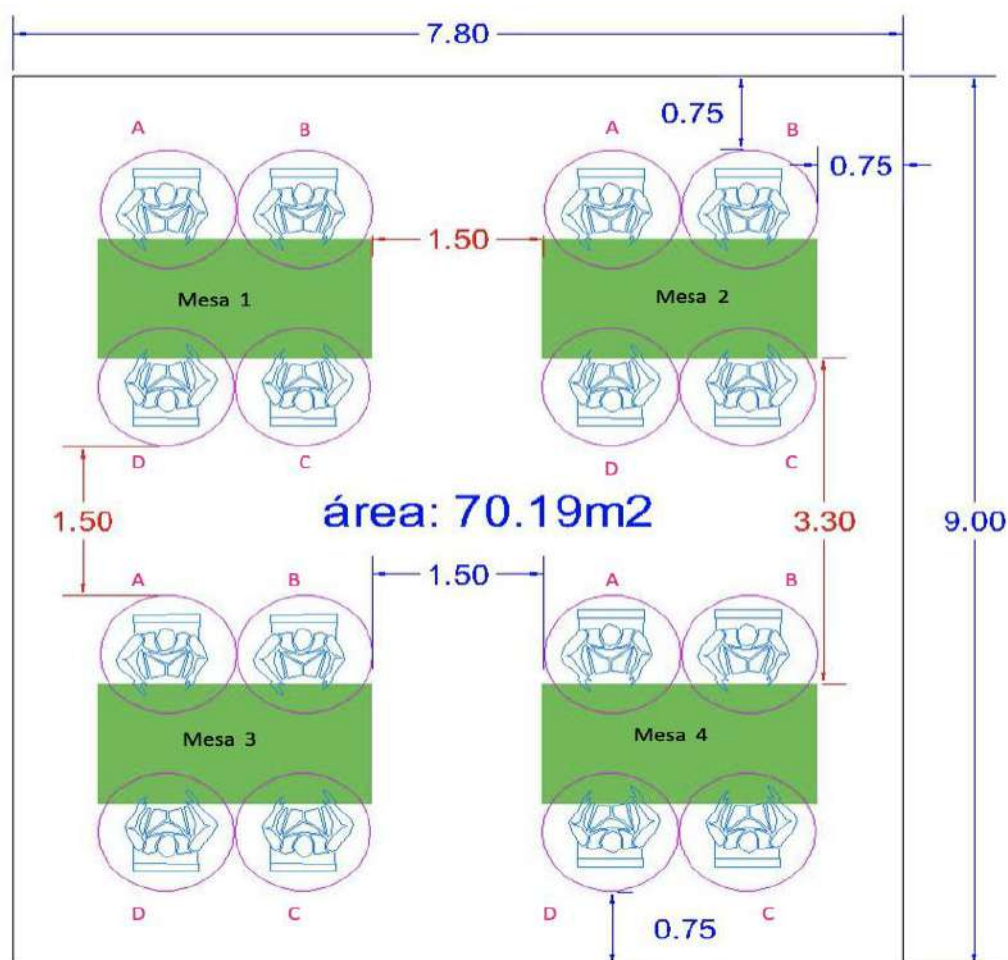 7.80
0.75
A B A B
0.75
1.50
Mesa 1 Mesa 2
D C D C
1.50 área: 70.19m2 3.30 9.00
A B 1.50 A B
Mesa 3 Mesa 4
D C D C
0.75